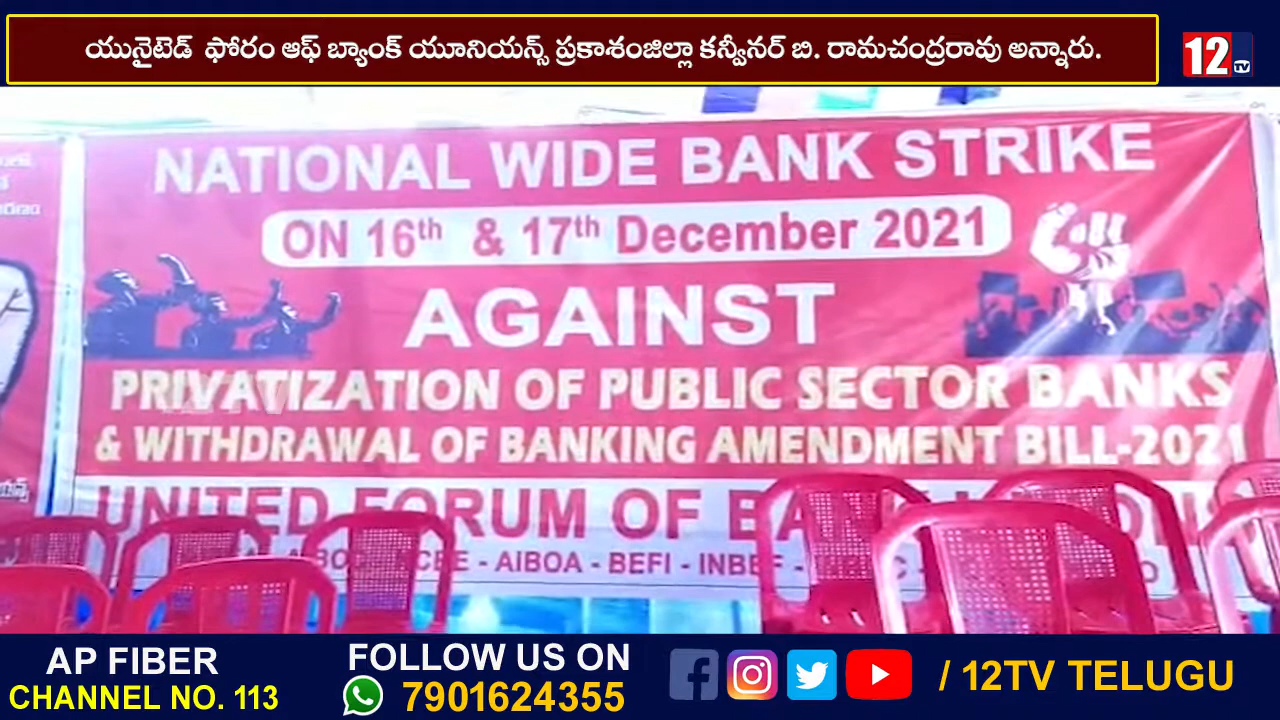 యునైటెడ్ ఫోరం ఆఫ్ బ్యాంక్ యూనియన్స్ ప్రకాశంజిల్లా కన్వీనర్ బి. రామచంద్రరావు అన్నారు.
12
TV
NATIONAL WIDE BANK STRIKE
ON 16th & 17th December 2021
AGAINST
PRIVATIZATION OF PUBLIC SECTOR BANKS
& WITHDRAWAL OF BANKING AMENDMENT BILL-2021
UNITED FORUM OF
- AIBOA - BEFI - INBEF -
AP FIBER
CHANNEL NO. 113
FOLLOW US ON
7901624355
/ 12TV TELUGU